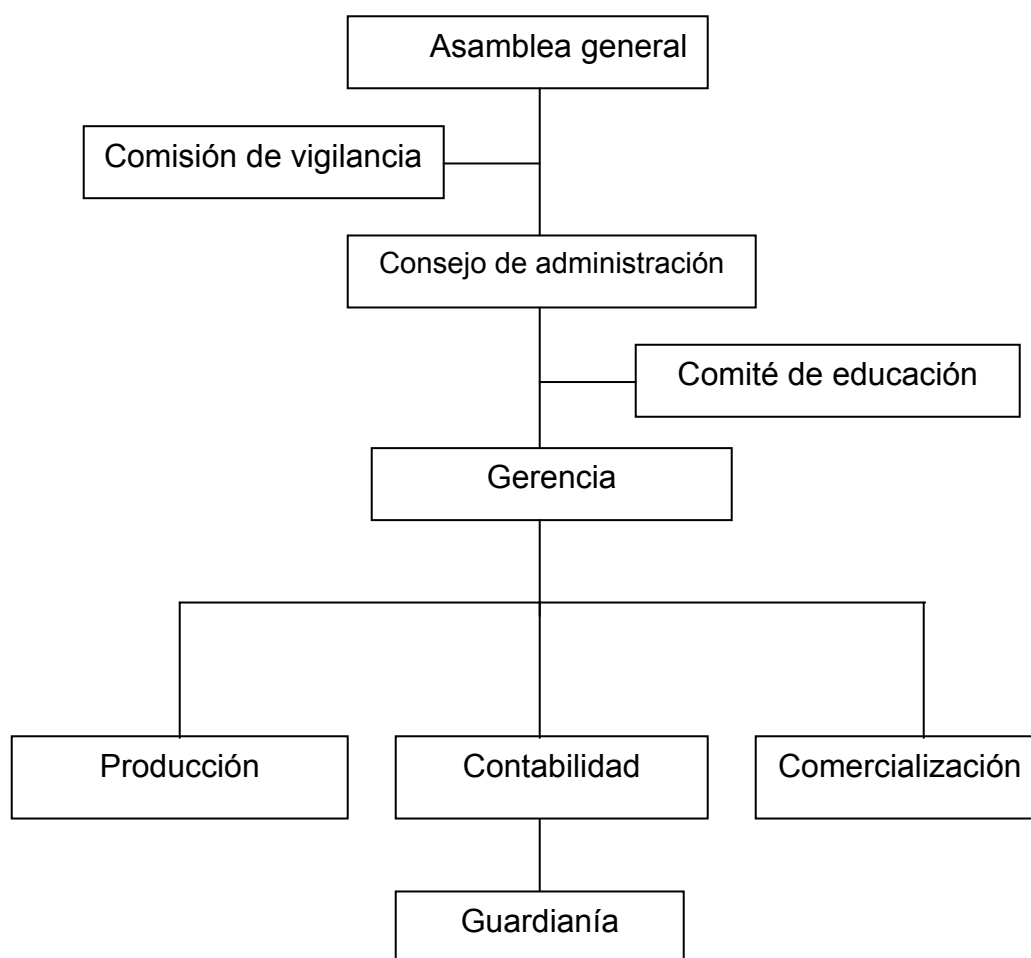 Asamblea general
Comisión de vigilancia
Consejo de administración
Comité de educación
Gerencia
Producción
Contabilidad
Comercialización
Guardianía